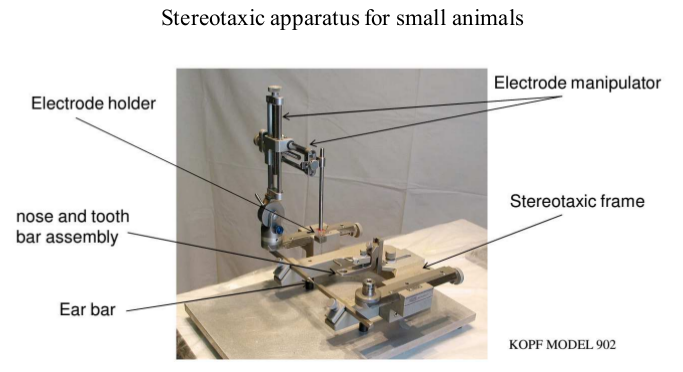 Stereotaxic apparatus for small animals
Electrode manipulator
Electrode holder
Stereotaxic frame
nose and tooth
bar assembly
Ear bar
KOPF MODEL 902